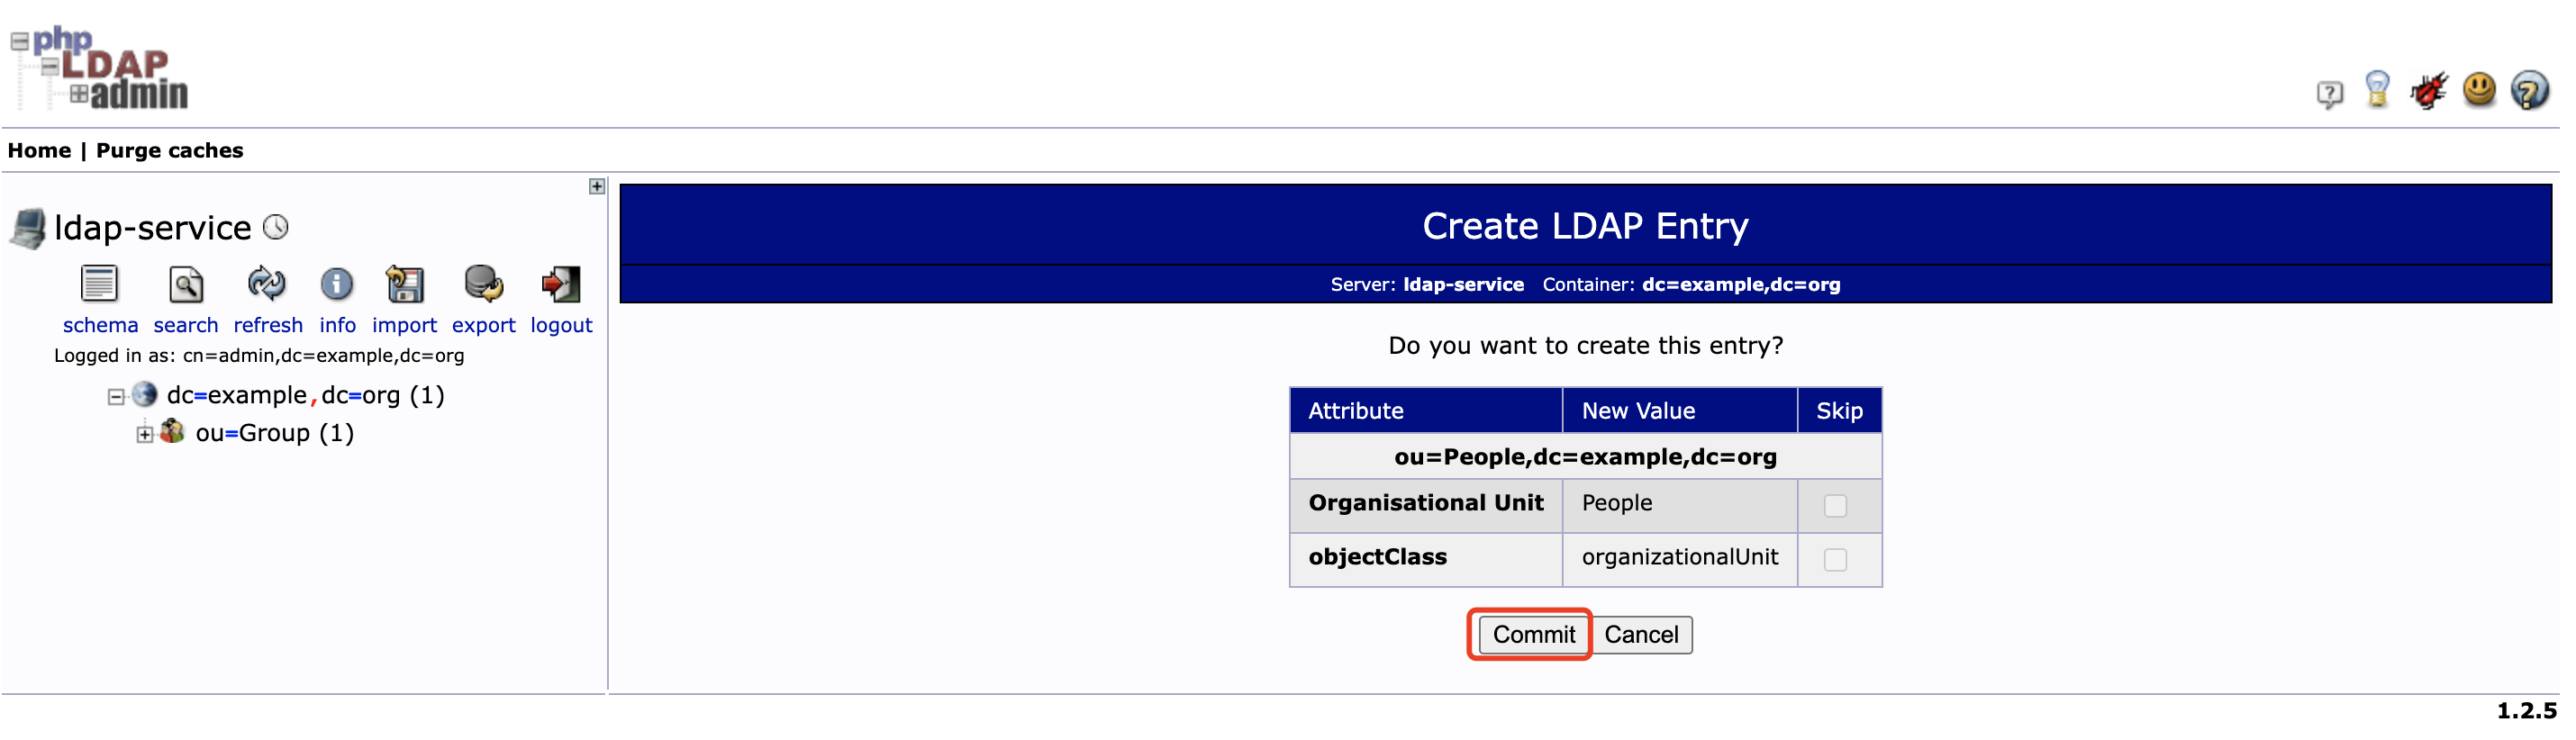 php
LDAP
admin
Home | Purge caches
ldap-service
schema search refresh info import export logout
Logged in as: cn=admin,dc=example,dc=org
dc=example,dc=org (1)
ou=Group (1)
Create LDAP Entry
Server: ldap-service Container: dc=example,dc=org
Do you want to create this entry?
Attribute New Value Skip
ou=People,dc=example,dc=org
Organisational Unit People
objectClass organizationalUnit
Commit Cancel
1.2.5